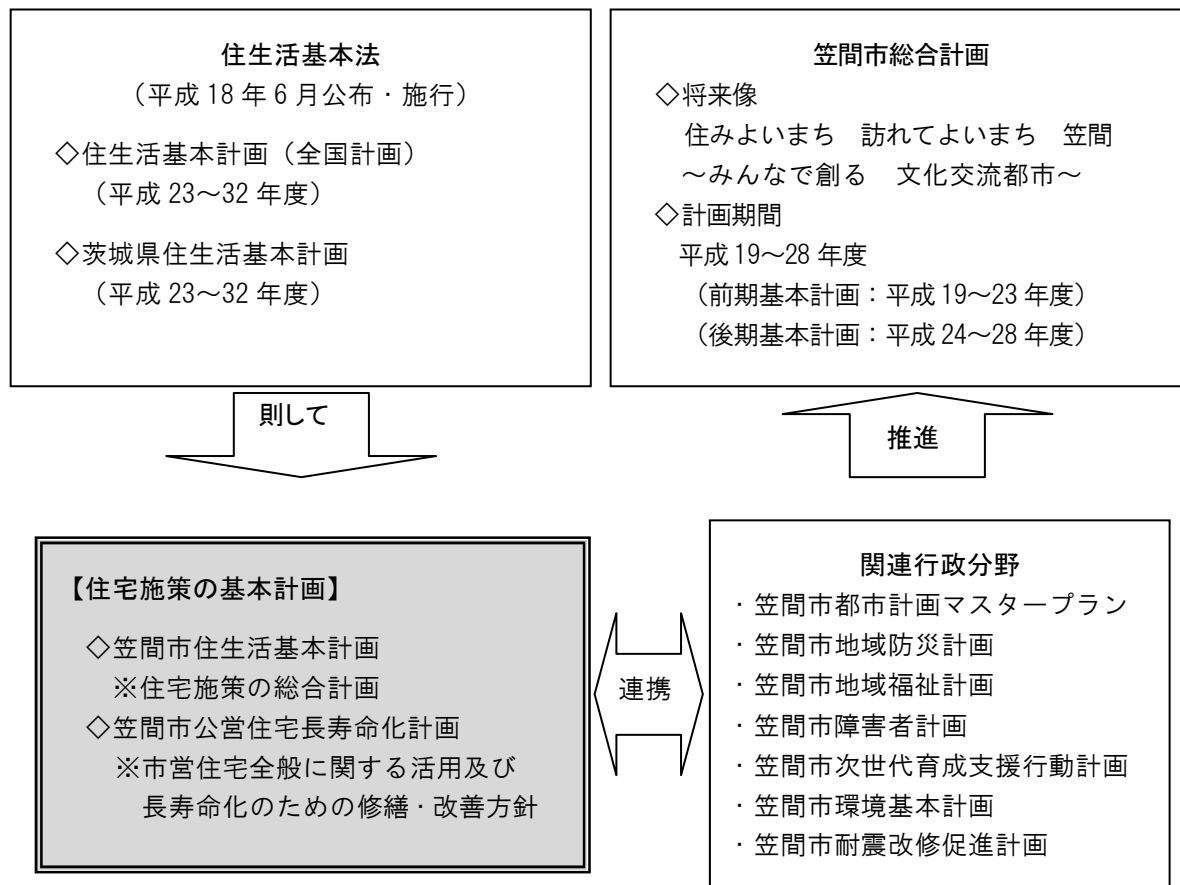 住生活基本法
（平成 18 年 6 月公布・施行）
◇住生活基本計画（全国計画）
（平成 23～32 年度）
◇茨城県住生活基本計画
（平成 23～32 年度）
笠間市総合計画
◇将来像
住みよいまち　訪れてよいまち　笠間
～みんなで創る　文化交流都市～
◇計画期間
平成 19～28 年度
（前期基本計画：平成 19～23 年度）
（後期基本計画：平成 24～28 年度）
則して
推進
【住宅施策の基本計画】
◇笠間市住生活基本計画
※住宅施策の総合計画
◇笠間市公営住宅長寿命化計画
※市営住宅全般に関する活用及び
長寿命化のための修繕・改善方針
連携
関連行政分野
・笠間市都市計画マスタープラン
・笠間市地域防災計画
・笠間市地域福祉計画
・笠間市障害者計画
・笠間市次世代育成支援行動計画
・笠間市環境基本計画
・笠間市耐震改修促進計画